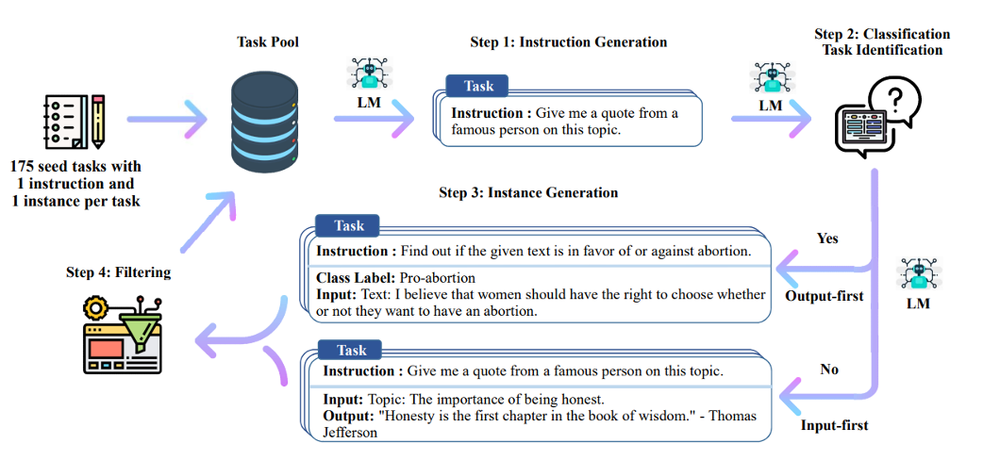 Task Pool
Step 1: Instruction Generation
Step 2: Classification
Task Identification
LM
Task
Instruction : Give me a quote from a
famous person on this topic.
LM
175 seed tasks with
1 instruction and
1 instance per task
Step 3: Instance Generation
Task
Instruction : Find out if the given text is in favor of or against abortion.
Class Label: Pro-abortion
Input: Text: I believe that women should have the right to choose whether
or not they want to have an abortion.
Yes
Output-first
LM
Step 4: Filtering
Task
Instruction : Give me a quote from a famous person on this topic.
Input: Topic: The importance of being honest.
Output: "Honesty is the first chapter in the book of wisdom." - Thomas
Jefferson
No
Input-first